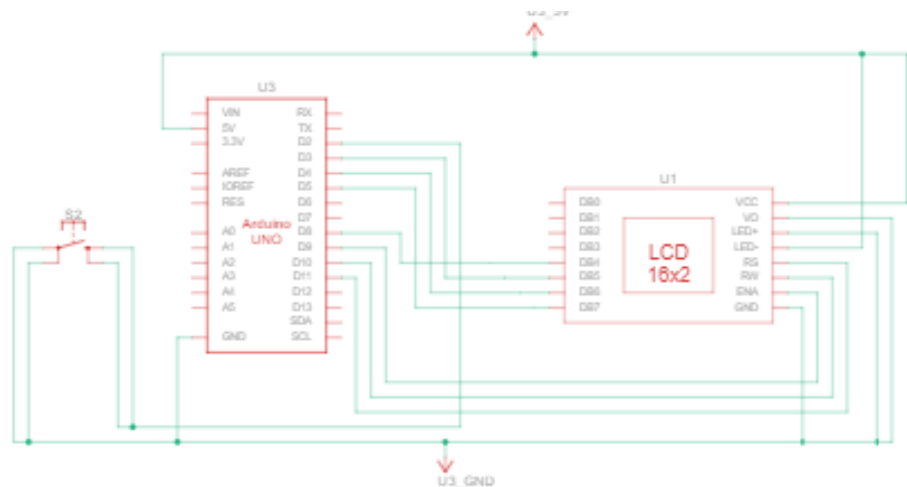 U3
VIN
5V
3.3V
AREF
IOREF
RES
A0
A1
A2
A3
A4
A5
GND
Arduino
UNO
RX
TX
D2
D3
D4
D5
D6
D7
D8
D9
D10
D11
D12
D13
SDA
SCL
S2
U1
DB0
DB1
DB2
DB3
DB4
DB5
DB6
DB7
LCD
16x2
VCC
VO
LED+
LED-
RS
RW
ENA
GND
U3_GND